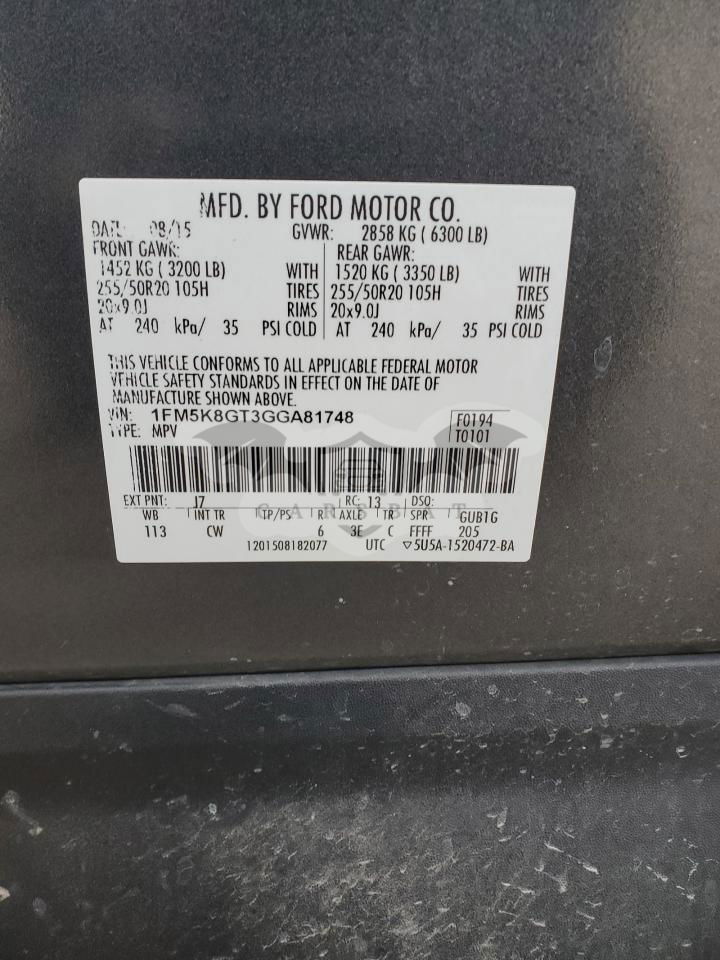 MFD. BY FORD MOTOR CO.
DATE: 08/15 GVWR: 2858 KG ( 6300 LB)
FRONT GAWR: REAR GAWR:
1452 KG ( 3200 LB) WITH 1520 KG ( 3350 LB) WITH
255/50R20 105H TIRES 255/50R20 105H TIRES
20x9.0J RIMS 20x9.0J RIMS
AT 240 kPa/ 35 PSI COLD AT 240 kPa/ 35 PSI COLD
THIS VEHICLE CONFORMS TO ALL APPLICABLE FEDERAL MOTOR
VEHICLE SAFETY STANDARDS IN EFFECT ON THE DATE OF
MANUFACTURE SHOWN ABOVE.
VIN: 1FM5K8GT3GGA81748 F0194
TYPE: MPV T0101
EXT PNT: J7 RC: 13 DSO:
CARSBAT
WB INT TR TP/PS R AXLE TR SPR GUB1G
113 CW 6 3E C FFFF 205
1201508182077 UTC ▽5U5A-1520472-BA